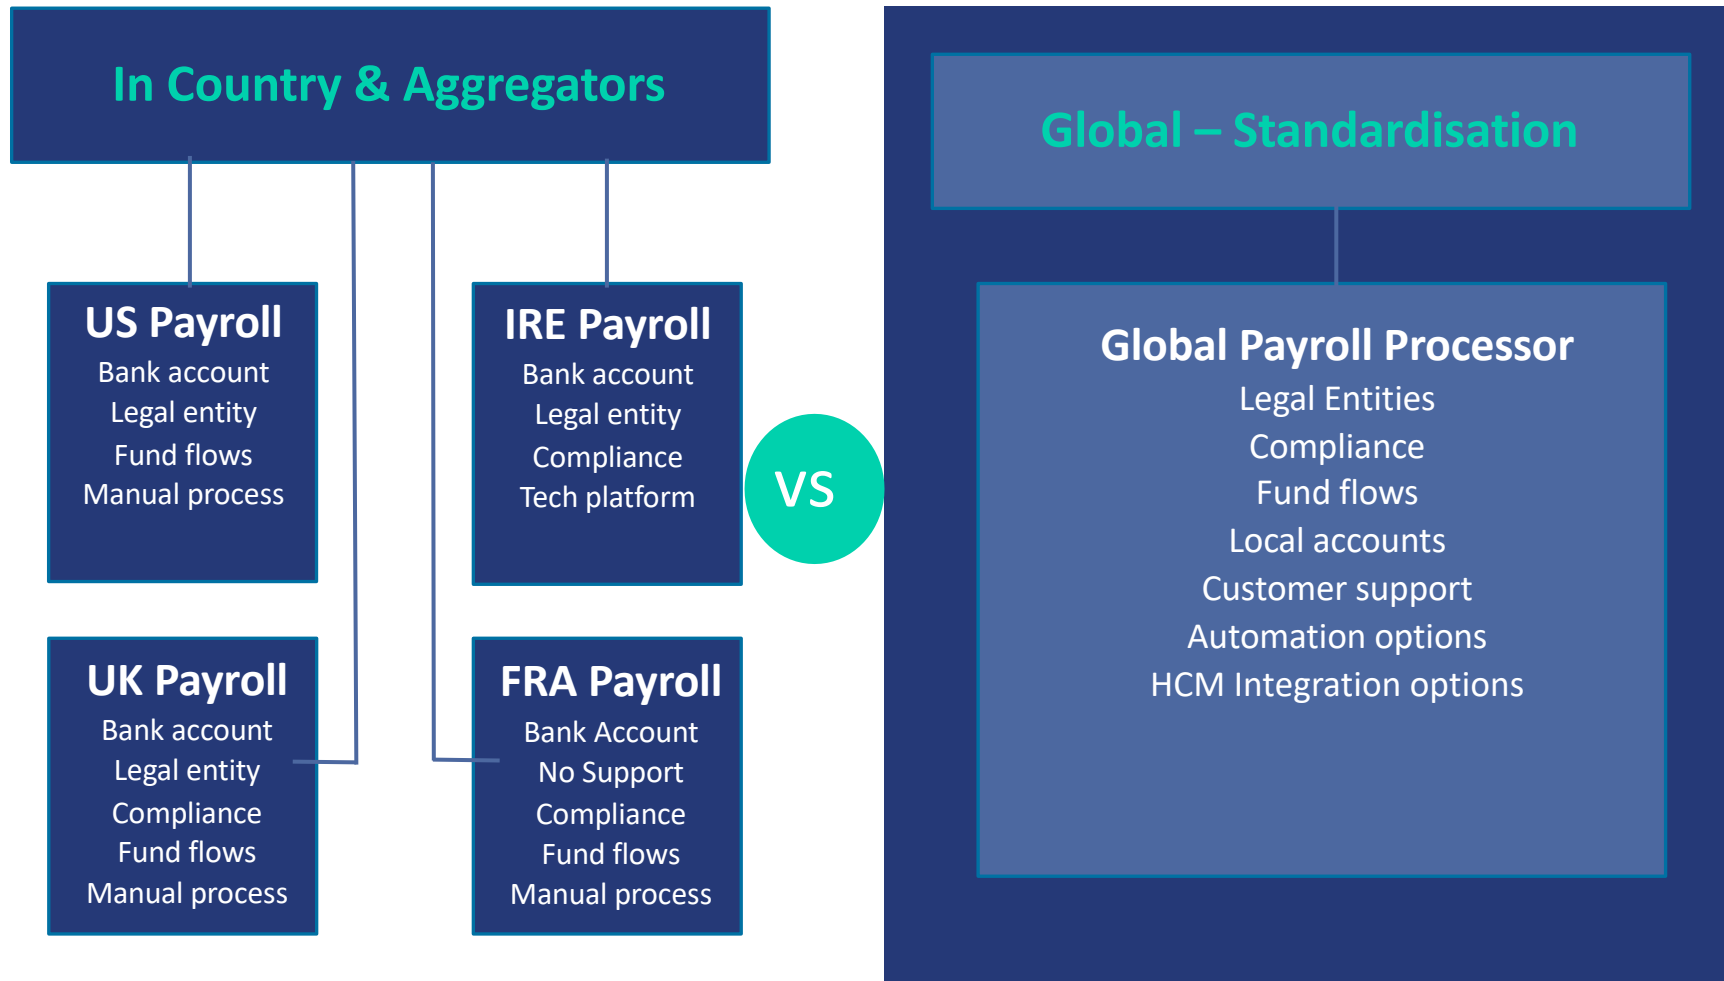 In Country & Aggregators
US Payroll
Bank account
Legal entity
Fund flows
Manual process
IRE Payroll
Bank account
Legal entity
Compliance
Tech platform
UK Payroll
Bank account
Legal entity
Compliance
Fund flows
Manual process
FRA Payroll
Bank Account
No Support
Compliance
Fund flows
Manual process
VS
Global – Standardisation
Global Payroll Processor
Legal Entities
Compliance
Fund flows
Local accounts
Customer support
Automation options
HCM Integration options